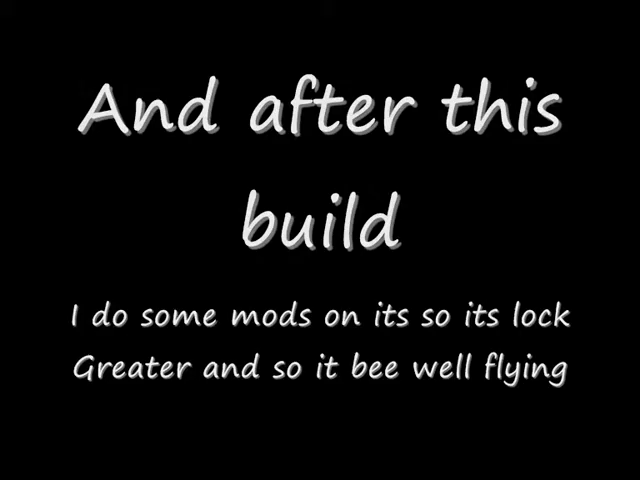 And after this
build
I do some mods on its so its lock
Greater and so it bee well flying